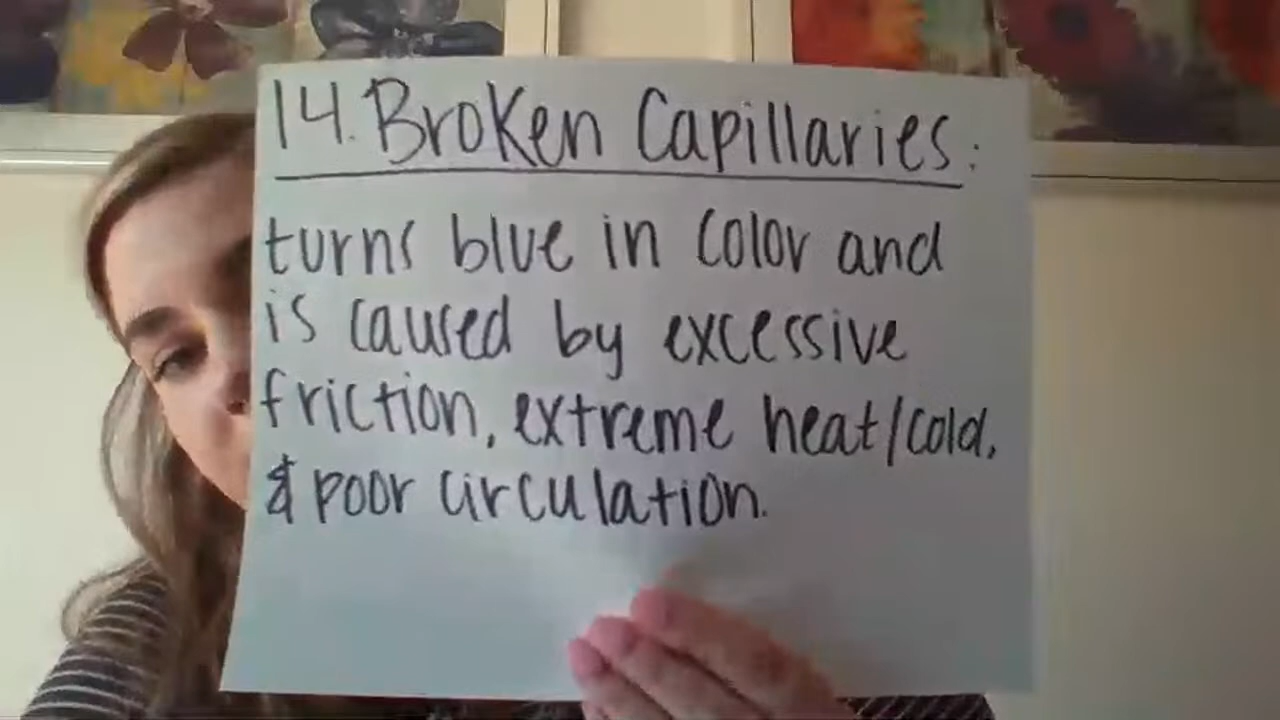 14. Broken Capillaries:
turns blue in color and
is caused by excessive
friction, extreme heat/cold,
& poor circulation.